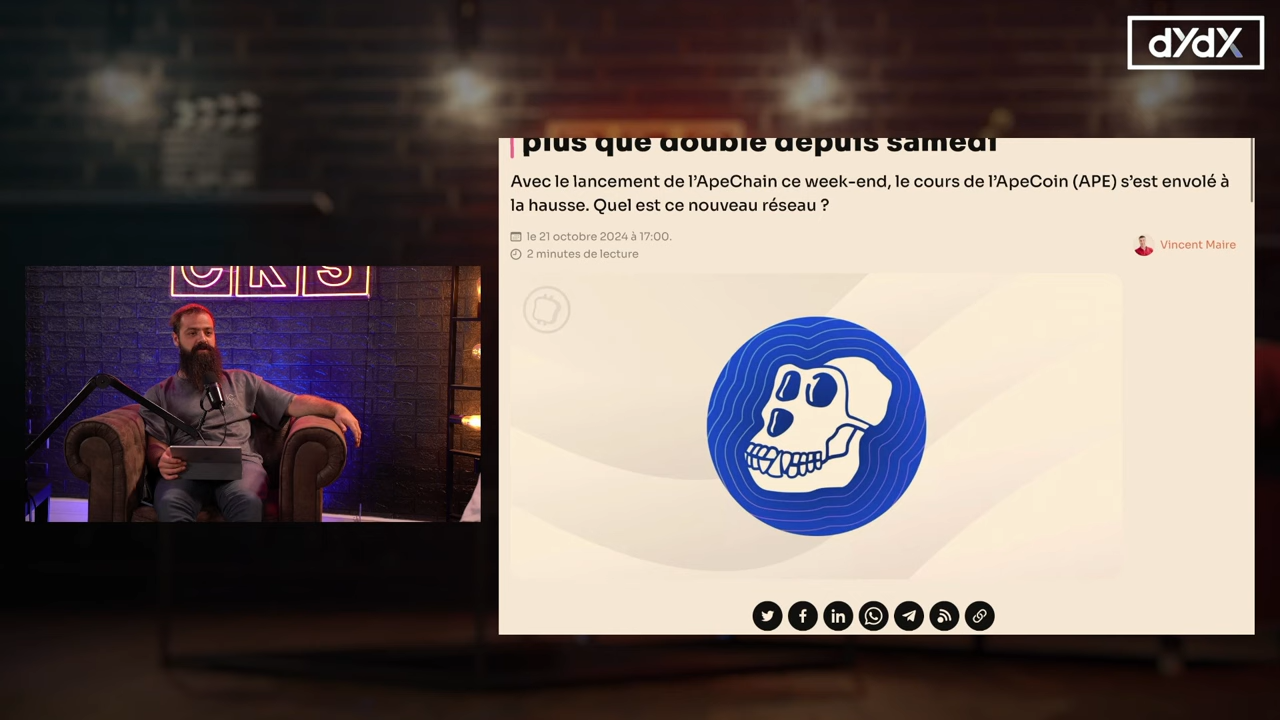 dYdX
plus que doublé depuis samedi
Avec le lancement de l’ApeChain ce week-end, le cours de l’ApeCoin (APE) s’est envolé à
la hausse. Quel est ce nouveau réseau ?
le 21 octobre 2024 à 17:00.
Vincent Maire
2 minutes de lecture
CKS